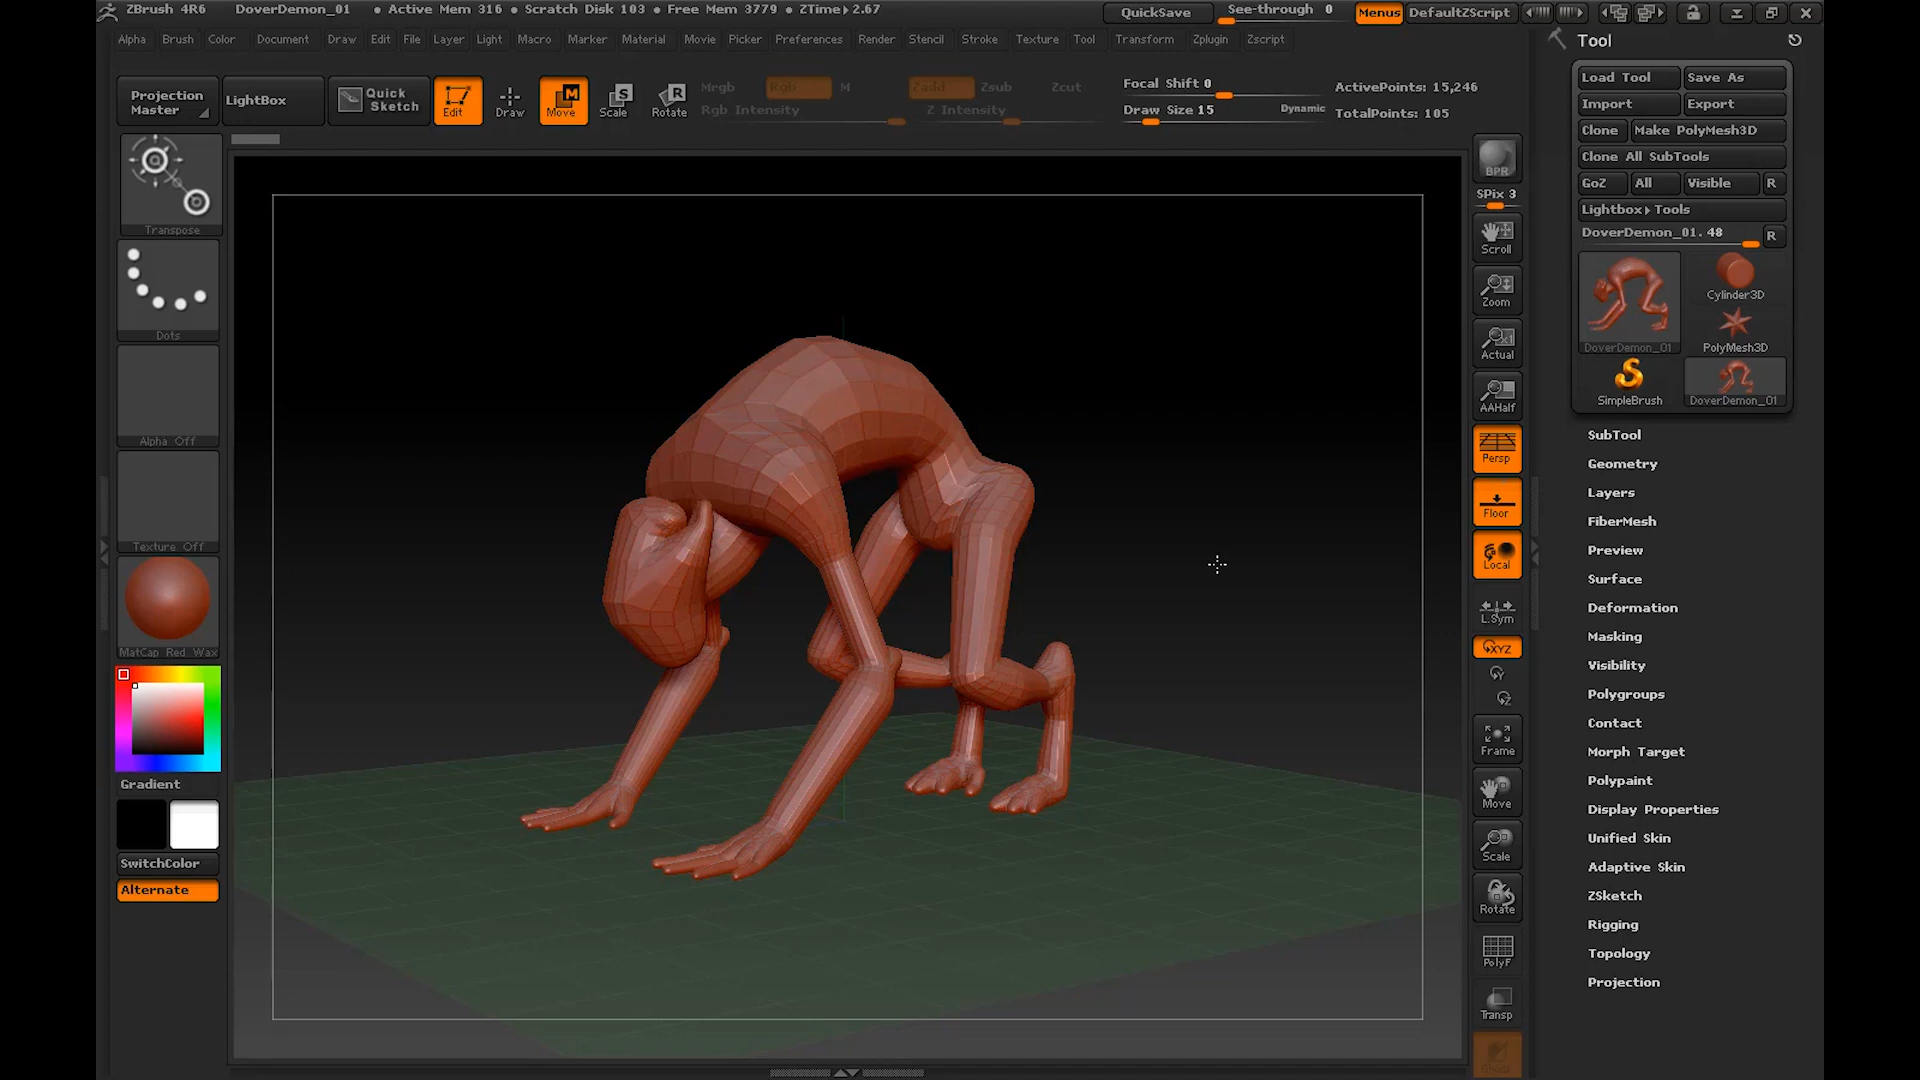 ZBrush 4R6 DoverDemon_01 • Active Mem 316 • Scratch Disk 103 • Free Mem 3779 • ZTime▸2.67 QuickSave See-through 0 Menus DefaultZScript
Alpha Brush Color Document Draw Edit File Layer Light Macro Marker Material Movie Picker Preferences Render Stencil Stroke Texture Tool Transform Zplugin Zscript
Projection Master
LightBox
Quick Sketch
Edit
Draw
M
Move
S
Scale
R
Rotate
Mrgb Rgb M
Rgb Intensity
Zadd Zsub Zcut
Z Intensity
Focal Shift 0
Draw Size 15 Dynamic
ActivePoints: 15,246
TotalPoints: 105
Transpose
Dots
Alpha Off
Texture Off
MatCap Red Wax
Gradient
SwitchColor
Alternate
BPR
SPix 3
Scroll
Zoom
x1
Actual
AAHalf
Persp
Floor
Local
L.Sym
XYZ
Y
Z
Frame
Move
Scale
Rotate
PolyF
Transp
Ghost
Tool
Load Tool Save As
Import Export
Clone Make PolyMesh3D
Clone All SubTools
GoZ All Visible R
Lightbox▸Tools
DoverDemon_01. 48 R
DoverDemon_01
Cylinder3D
PolyMesh3D
SimpleBrush
DoverDemon_01
SubTool
Geometry
Layers
FiberMesh
Preview
Surface
Deformation
Masking
Visibility
Polygroups
Contact
Morph Target
Polypaint
Display Properties
Unified Skin
Adaptive Skin
ZSketch
Rigging
Topology
Projection